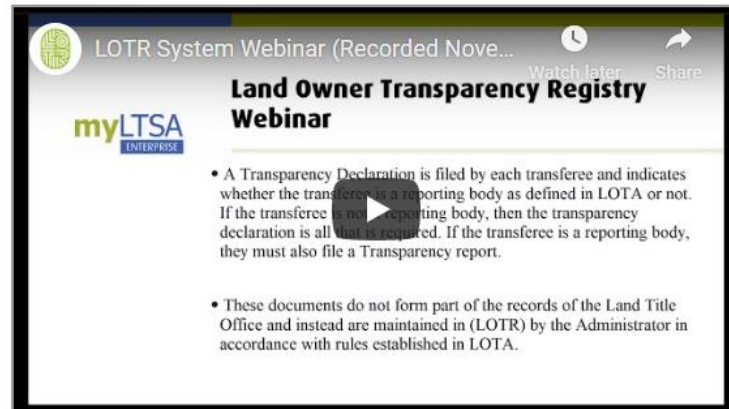 LOTR System Webinar (Recorded Nove...
Watch later
Share
Land Owner Transparency Registry
Webinar
myLTSA
ENTERPRISE
• A Transparency Declaration is filed by each transferee and indicates
whether the transferee is a reporting body as defined in LOTA or not.
If the transferee is not a reporting body, then the transparency
declaration is all that is required. If the transferee is a reporting body,
they must also file a Transparency report.
• These documents do not form part of the records of the Land Title
Office and instead are maintained in (LOTR) by the Administrator in
accordance with rules established in LOTA.